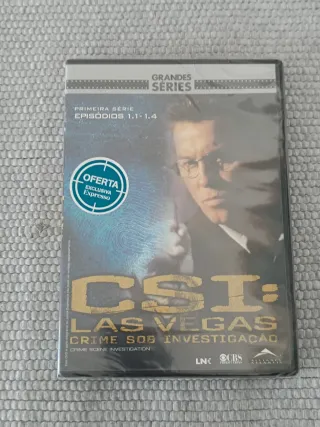 GRANDES
SÉRIES
PRIMEIRA SÉRIE
EPISÓDIOS 1.1-1.4
OFERTA
EXCLUSIVA
Expresso
CSI:
LAS VEGAS
CRIME SOB INVESTIGAÇÃO
CRIME SCENE INVESTIGATION
LNK
CBS